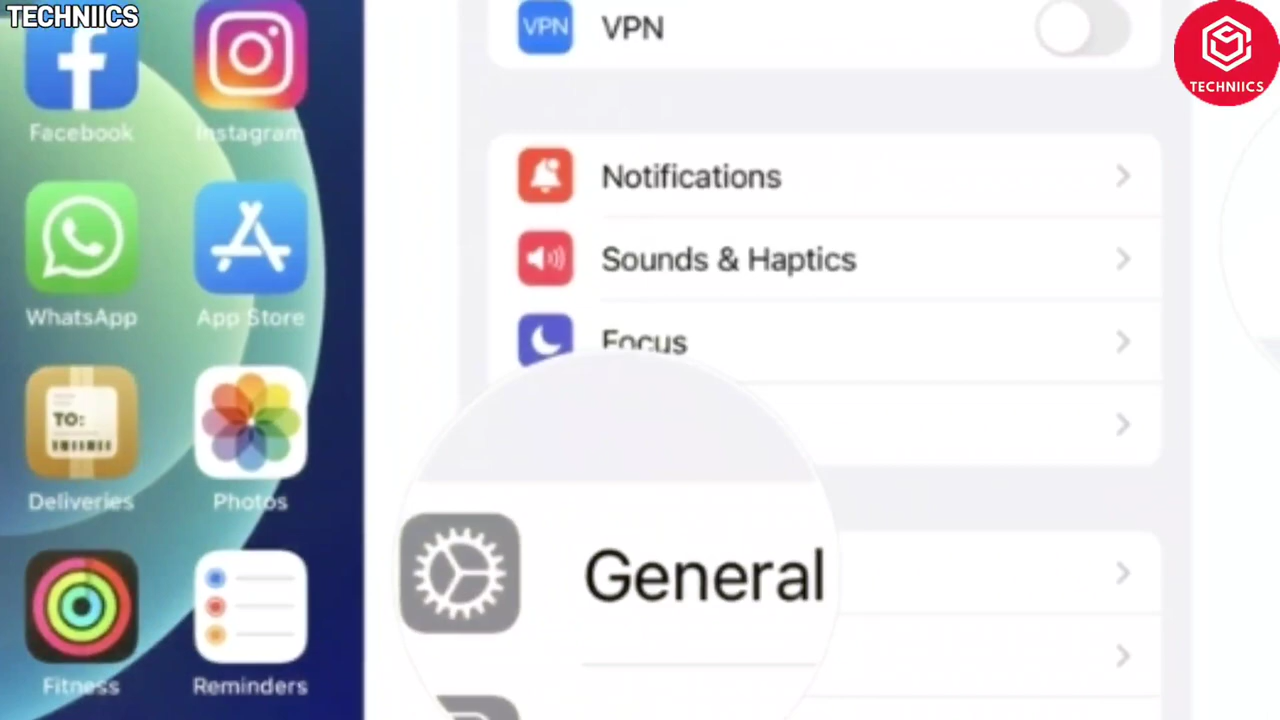 TECHNIICS
Facebook
Instagram
WhatsApp
App Store
TO:
Deliveries
Photos
Fitness
Reminders
VPN
VPN
Notifications
Sounds & Haptics
Focus
General
TECHNIICS